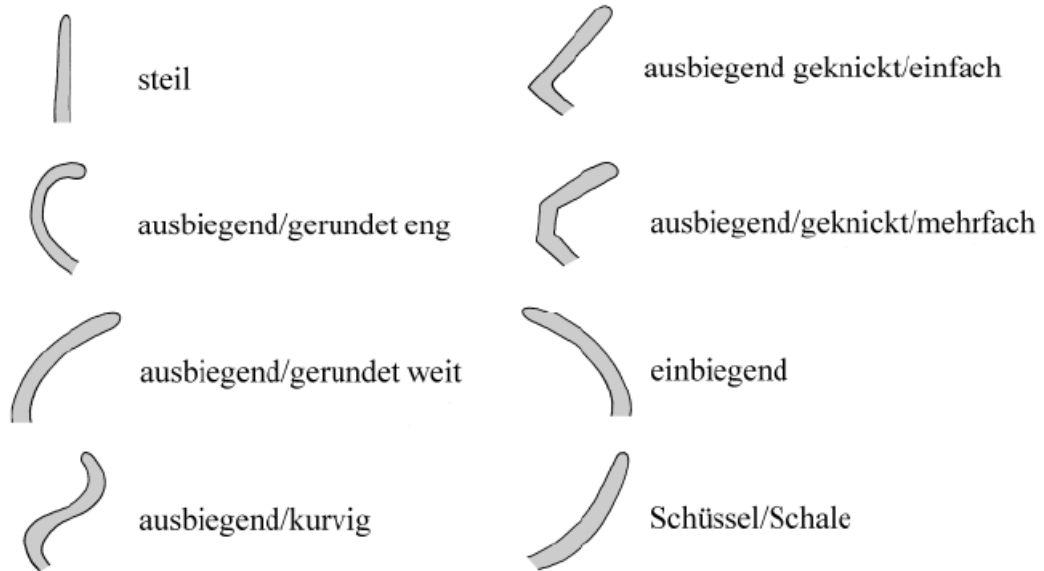 steil
ausbiegend/gerundet eng
ausbiegend/gerundet weit
ausbiegend/kurvig
ausbiegend geknickt/einfach
ausbiegend/geknickt/mehrfach
einbiegend
Schüssel/Schale